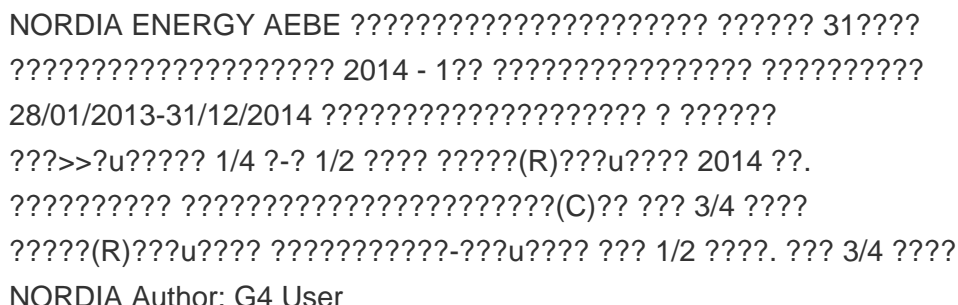 NORDIA ENERGY AEBE ?????????????????????? ?????? 31????
???????????????????? 2014 - 1?? ???????????????? ??????????
28/01/2013-31/12/2014 ???????????????????? ? ??????
???>>?u????? 1/4 ?-? 1/2 ???? ?????(R)???u???? 2014 ??.
?????????? ???????????????????????(C)?? ??? 3/4 ????
?????(R)???u???? ???????????-???u???? ??? 1/2 ????. ??? 3/4 ????
NORDIA Author: G4 User